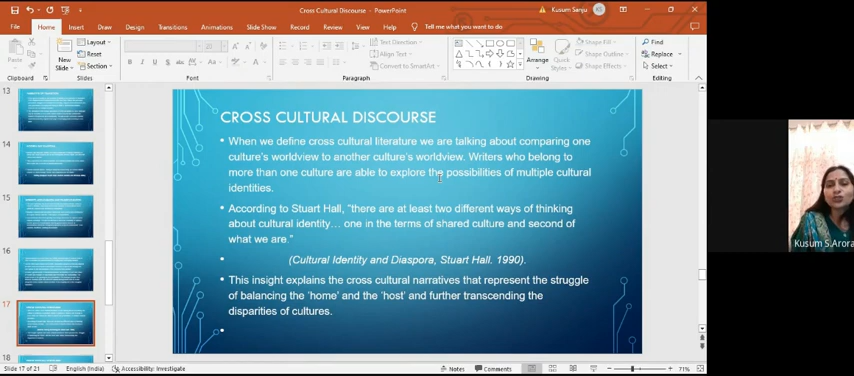 Cross Cultural Discourse - PowerPoint
Kusum Sanju KS
File Home Insert Draw Design Transitions Animations Slide Show Record Review View Help Tell me what you want to do
Paste
New
Slide
Layout
Reset
Section
Text Direction
Align Text
Convert to SmartArt
Arrange
Quick
Styles
Shape Fill
Shape Outline
Shape Effects
Find
Replace
Select
Clipboard Slides Font Paragraph Drawing Editing
13
14
15
16
17
18
CROSS CULTURAL DISCOURSE
• When we define cross cultural literature we are talking about comparing one
culture's worldview to another culture's worldview. Writers who belong to
more than one culture are able to explore the possibilities of multiple cultural
identities.
• According to Stuart Hall, "there are at least two different ways of thinking
about cultural identity… one in the terms of shared culture and second of
what we are."
• (Cultural Identity and Diaspora, Stuart Hall. 1990).
• This insight explains the cross cultural narratives that represent the struggle
of balancing the 'home' and the 'host' and further transcending the
disparities of cultures.
•
Kusum S.Arora
Slide 17 of 21 English (India) Accessibility: Investigate Notes Comments 71%